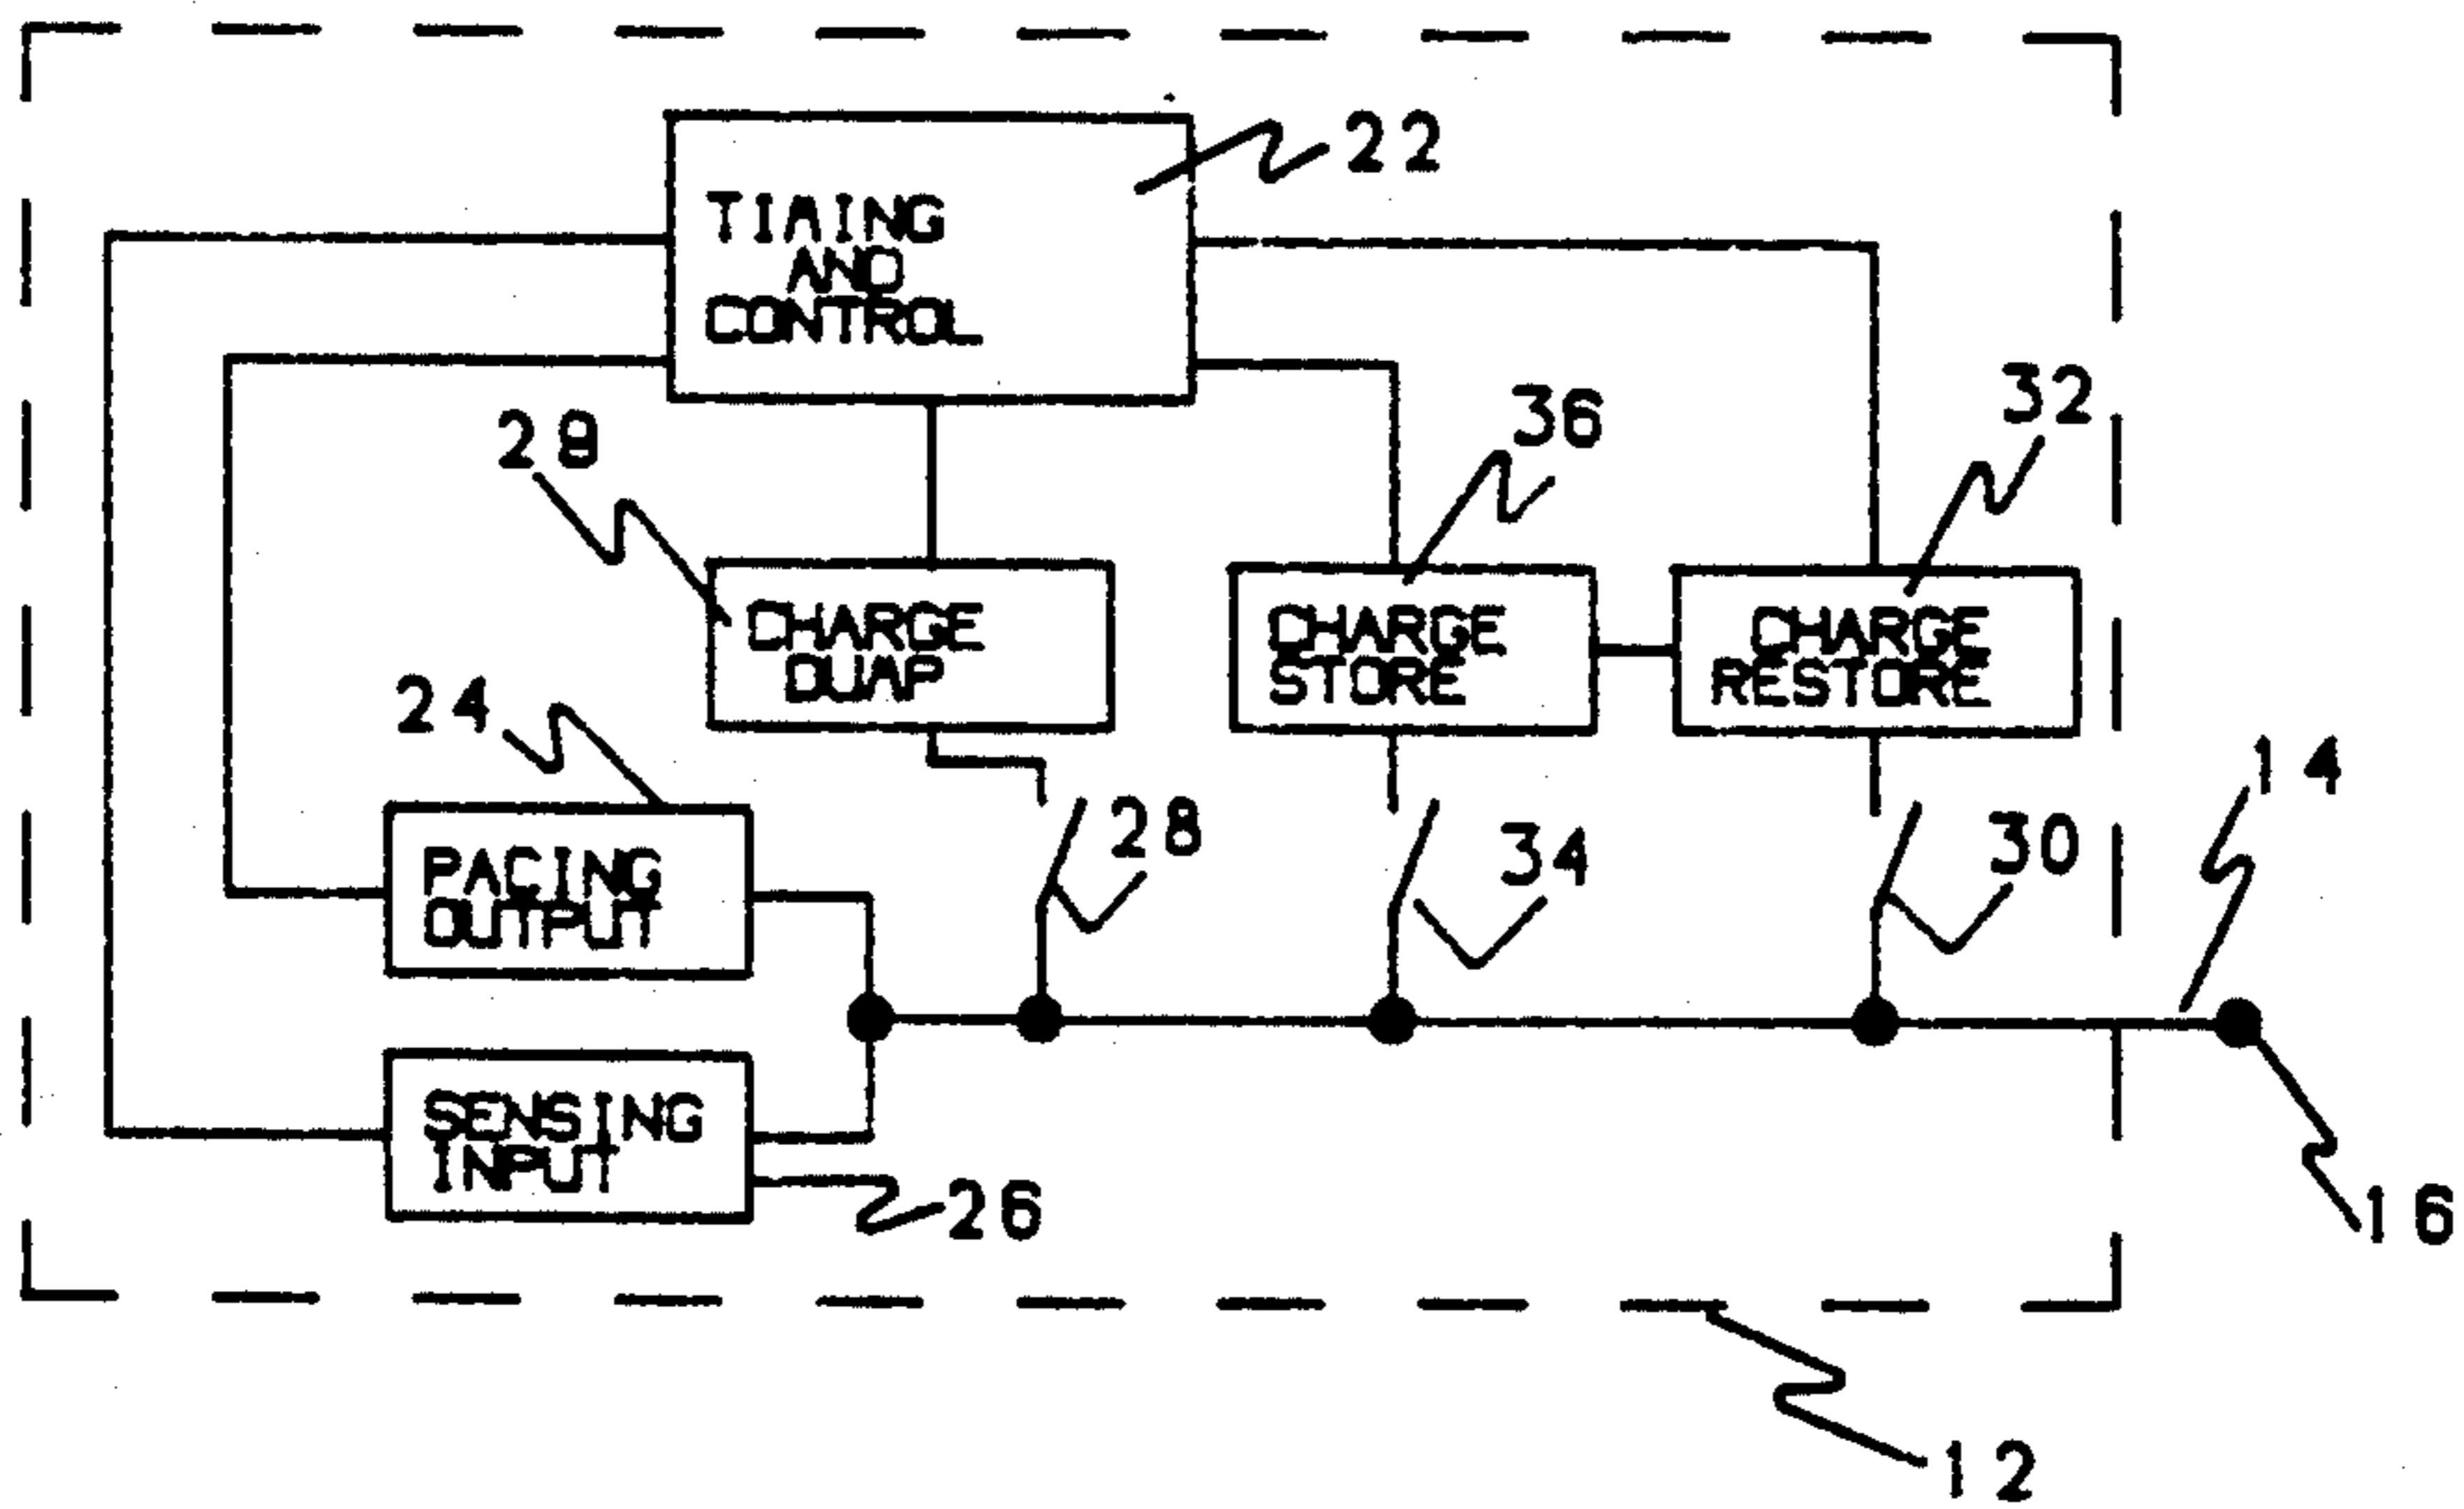 22
TIMING
AND
CONTROL
36
32
29
CHARGE
DUMP
CHARGE
STORE
CHARGE
RESTORE
24
14
28
34
30
PACING
OUTPUT
SENSING
INPUT
26
16
12